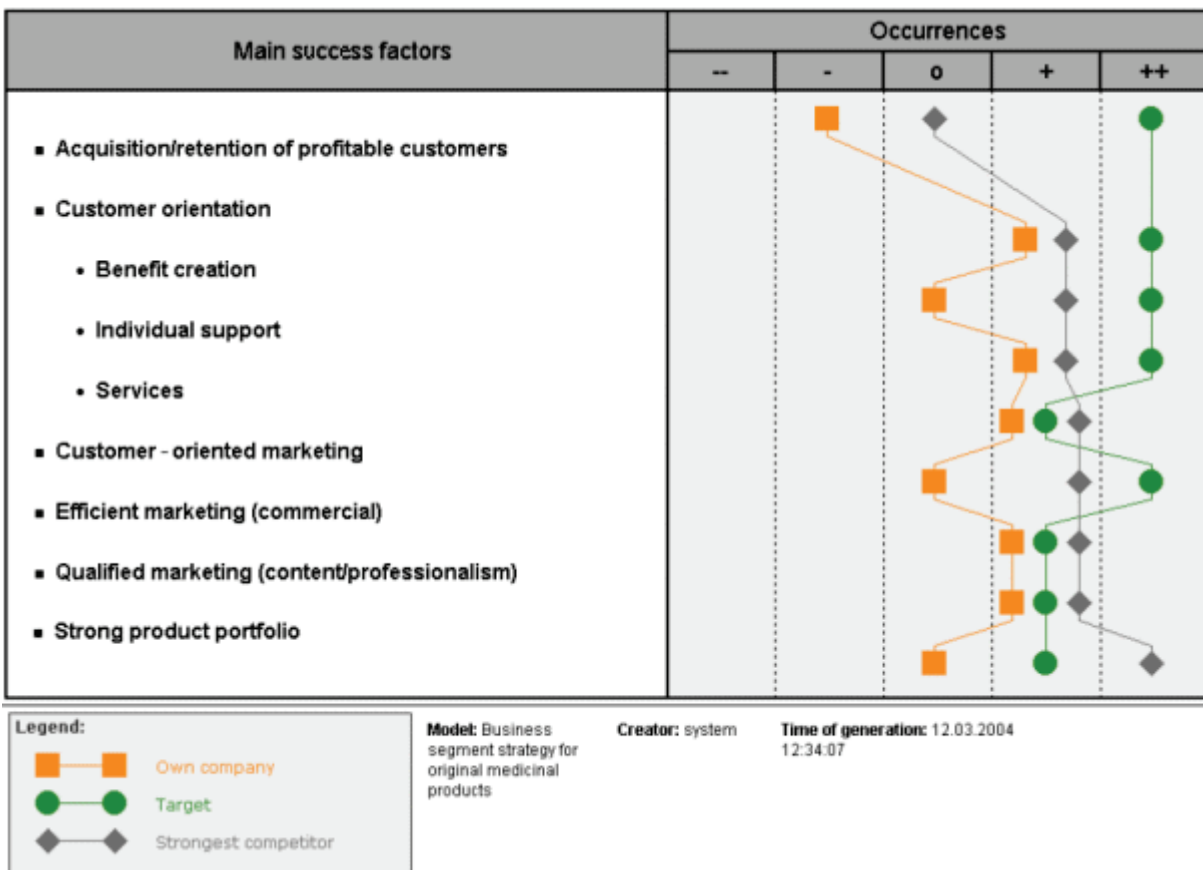 Main success factors
Occurrences
-- - o + ++
▪ Acquisition/retention of profitable customers
▪ Customer orientation
• Benefit creation
• Individual support
• Services
▪ Customer - oriented marketing
▪ Efficient marketing (commercial)
▪ Qualified marketing (content/professionalism)
▪ Strong product portfolio
Legend:
Own company
Target
Strongest competitor
Model: Business
segment strategy for
original medicinal
products
Creator: system
Time of generation: 12.03.2004
12:34:07